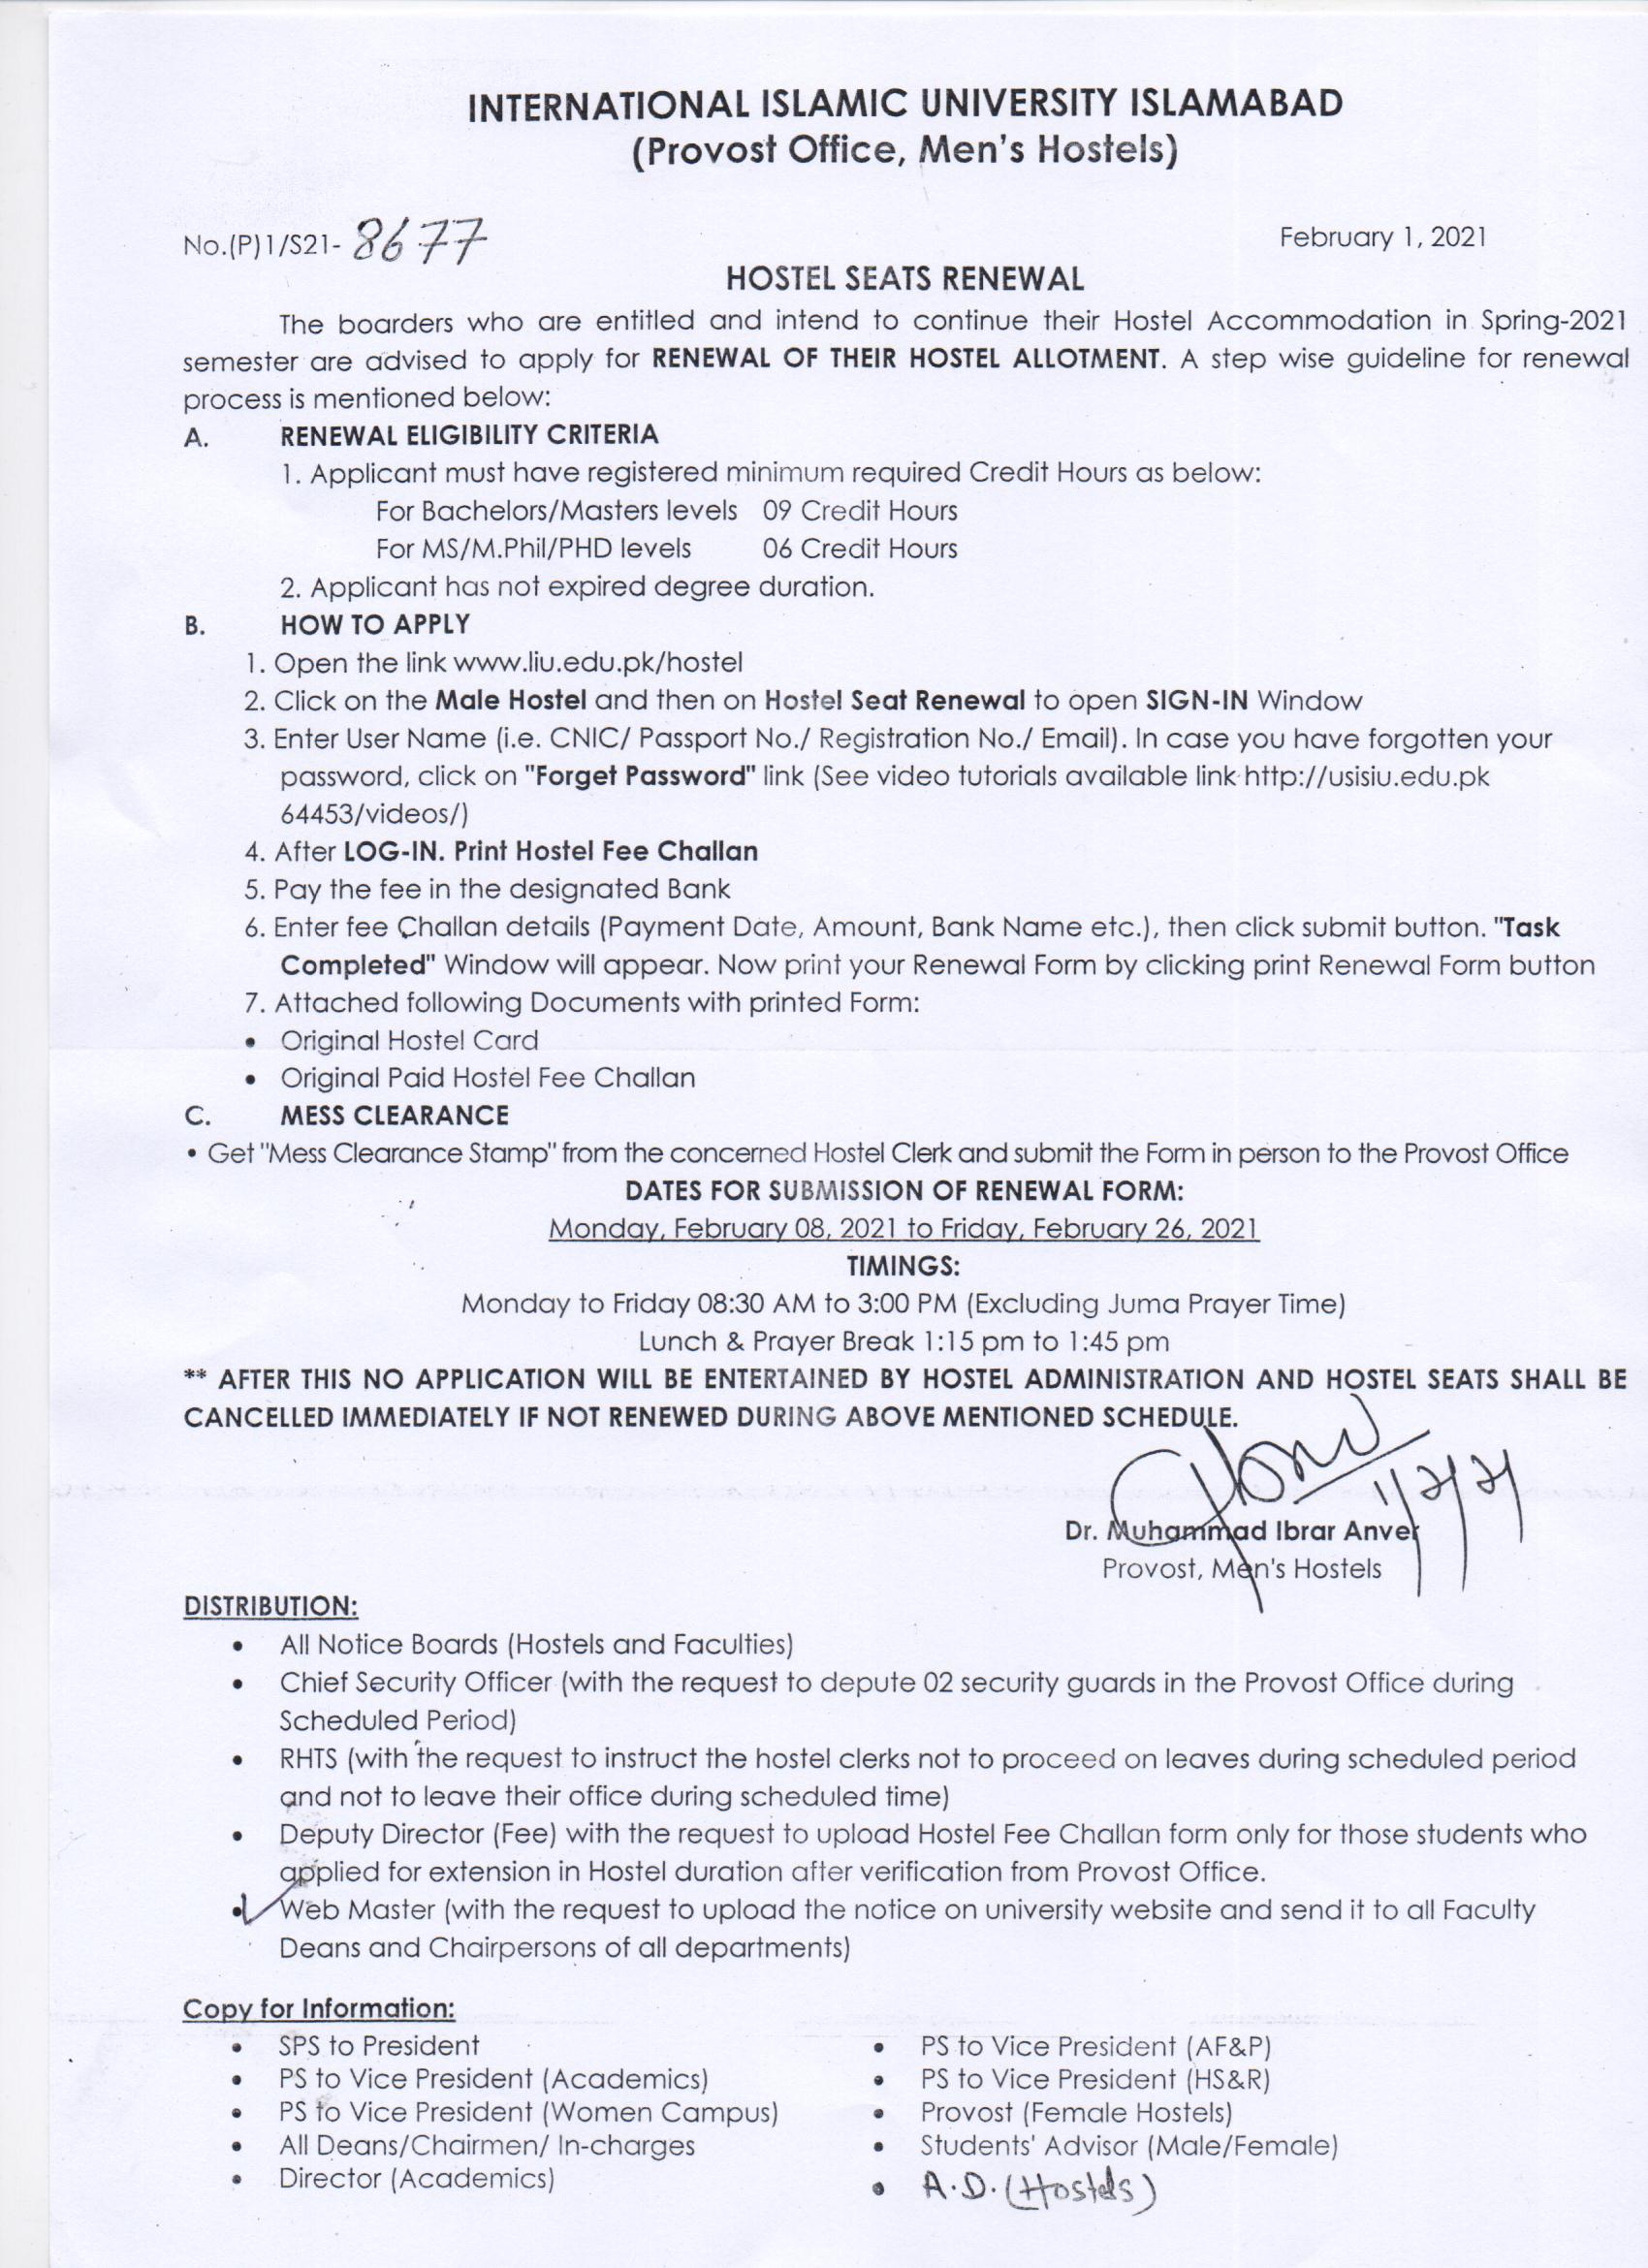 INTERNATIONAL ISLAMIC UNIVERSITY ISLAMABAD
(Provost Office, Men's Hostels)
No.(P)1/S21- 8677
February 1, 2021
HOSTEL SEATS RENEWAL
The boarders who are entitled and intend to continue their Hostel Accommodation in Spring-2021
semester are advised to apply for RENEWAL OF THEIR HOSTEL ALLOTMENT. A step wise guideline for renewal
process is mentioned below:
A. RENEWAL ELIGIBILITY CRITERIA
1. Applicant must have registered minimum required Credit Hours as below:
For Bachelors/Masters levels 09 Credit Hours
For MS/M.Phil/PHD levels 06 Credit Hours
2. Applicant has not expired degree duration.
B. HOW TO APPLY
1. Open the link www.liu.edu.pk/hostel
2. Click on the Male Hostel and then on Hostel Seat Renewal to open SIGN-IN Window
3. Enter User Name (i.e. CNIC/ Passport No./ Registration No./ Email). In case you have forgotten your
password, click on "Forget Password" link (See video tutorials available link http://usisiu.edu.pk
64453/videos/)
4. After LOG-IN. Print Hostel Fee Challan
5. Pay the fee in the designated Bank
6. Enter fee Challan details (Payment Date, Amount, Bank Name etc.), then click submit button. "Task
Completed" Window will appear. Now print your Renewal Form by clicking print Renewal Form button
7. Attached following Documents with printed Form:
• Original Hostel Card
• Original Paid Hostel Fee Challan
C. MESS CLEARANCE
• Get "Mess Clearance Stamp" from the concerned Hostel Clerk and submit the Form in person to the Provost Office
DATES FOR SUBMISSION OF RENEWAL FORM:
Monday, February 08, 2021 to Friday, February 26, 2021
TIMINGS:
Monday to Friday 08:30 AM to 3:00 PM (Excluding Juma Prayer Time)
Lunch & Prayer Break 1:15 pm to 1:45 pm
** AFTER THIS NO APPLICATION WILL BE ENTERTAINED BY HOSTEL ADMINISTRATION AND HOSTEL SEATS SHALL BE
CANCELLED IMMEDIATELY IF NOT RENEWED DURING ABOVE MENTIONED SCHEDULE.
1/2/21
Dr. Muhammad Ibrar Anver
Provost, Men's Hostels
DISTRIBUTION:
• All Notice Boards (Hostels and Faculties)
• Chief Security Officer (with the request to depute 02 security guards in the Provost Office during
Scheduled Period)
• RHTS (with the request to instruct the hostel clerks not to proceed on leaves during scheduled period
and not to leave their office during scheduled time)
• Deputy Director (Fee) with the request to upload Hostel Fee Challan form only for those students who
applied for extension in Hostel duration after verification from Provost Office.
• Web Master (with the request to upload the notice on university website and send it to all Faculty
Deans and Chairpersons of all departments)
Copy for Information:
• SPS to President
• PS to Vice President (Academics)
• PS to Vice President (Women Campus)
• All Deans/Chairmen/ In-charges
• Director (Academics)
• PS to Vice President (AF&P)
• PS to Vice President (HS&R)
• Provost (Female Hostels)
• Students' Advisor (Male/Female)
• A.D. (Hostels)